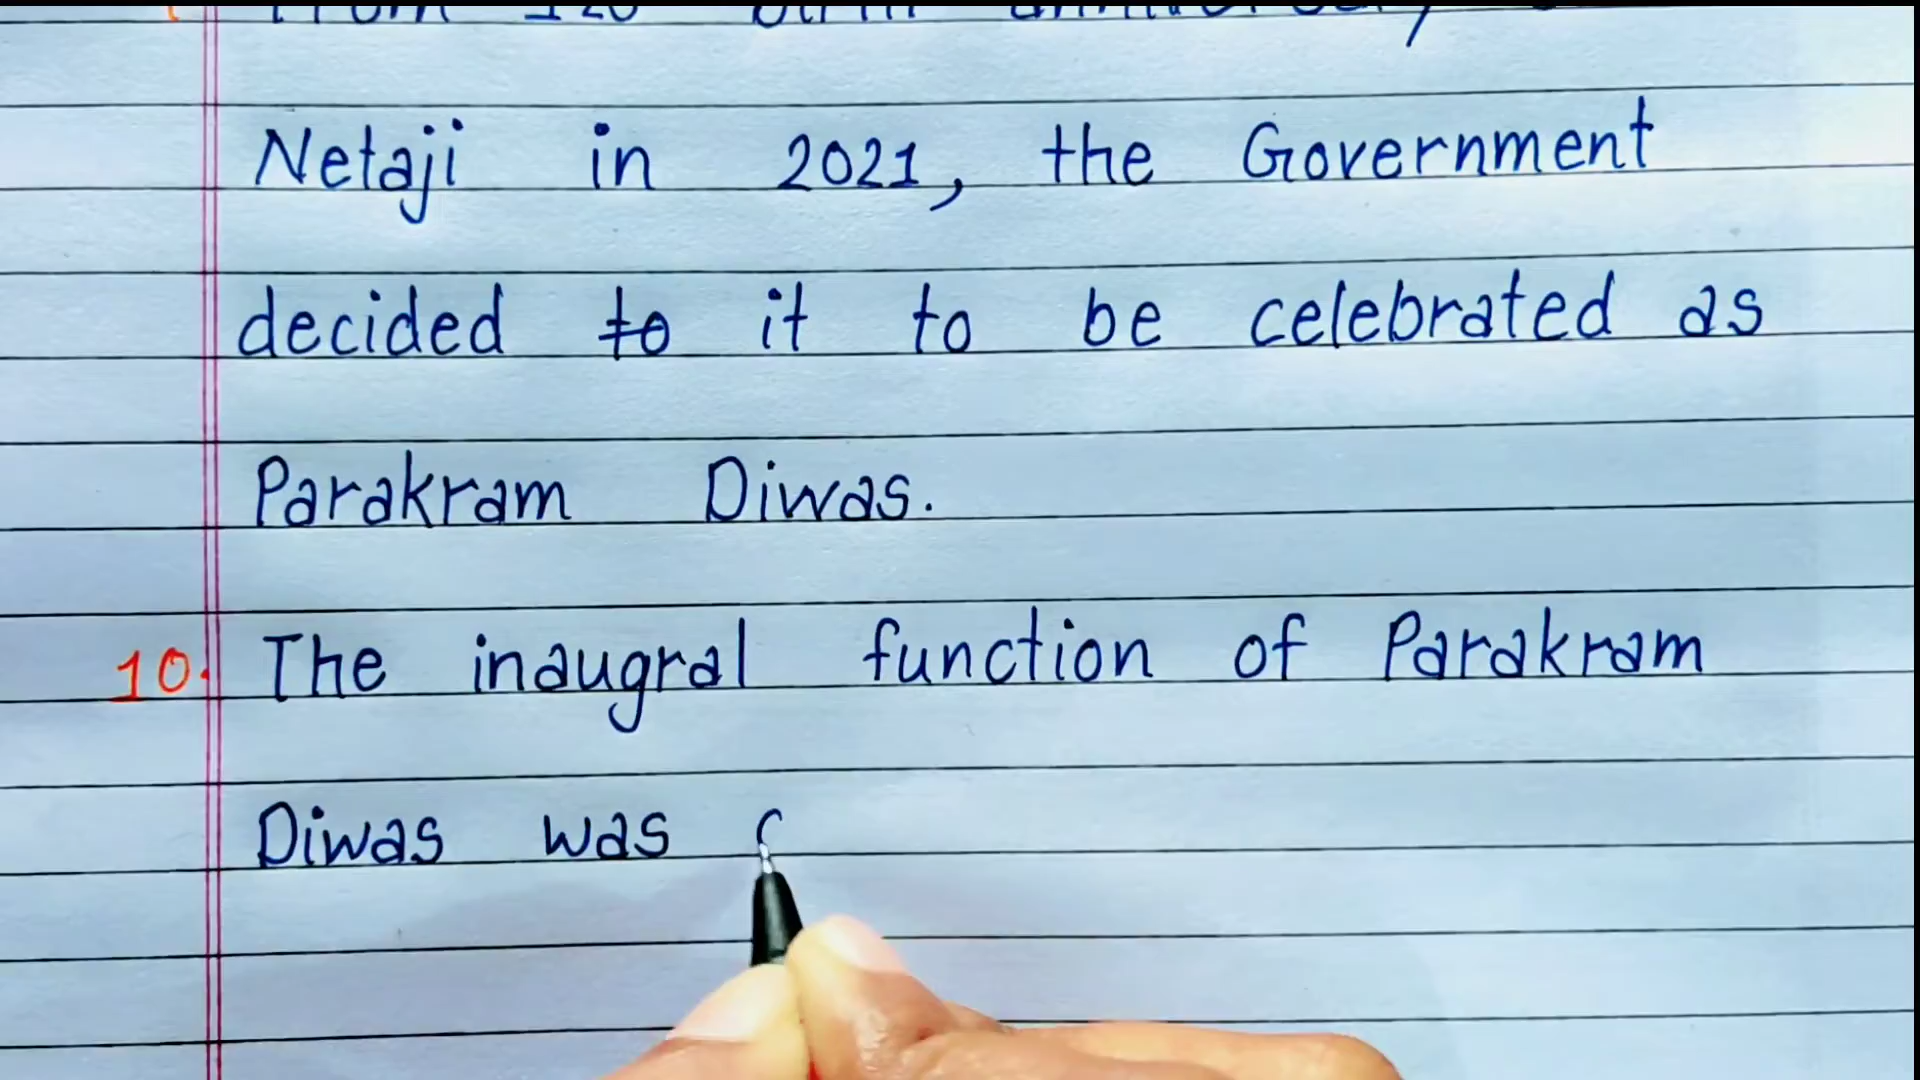 Netaji in 2021, the Government
decided to it to be celebrated as
Parakram Diwas.
10. The inaugral function of Parakram
Diwas was